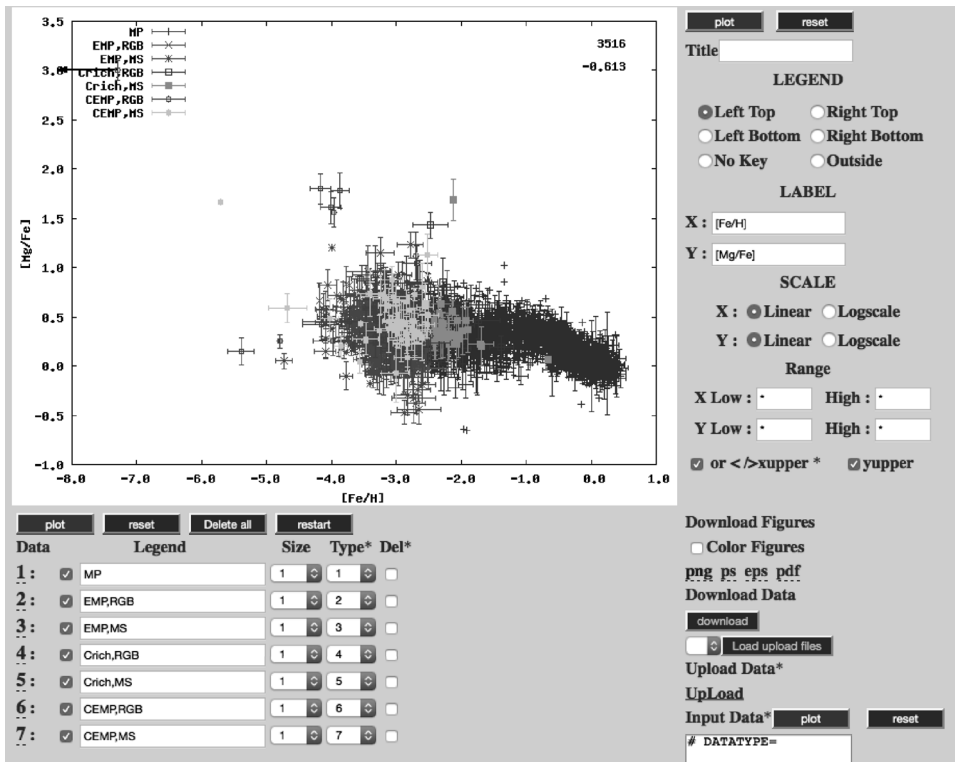 3.5
3.0
2.5
2.0
1.5
1.0
0.5
0.0
-0.5
-1.0
[Mg/Fe]
MP
EMP,RGB
EMP,MS
Crich,RGB
Crich,MS
CEMP,RGB
CEMP,MS
3516
-0.613
-8.0 -7.0 -6.0 -5.0 -4.0 -3.0 -2.0 -1.0 0.0 1.0
[Fe/H]
plot reset
Title
LEGEND
Left Top Right Top
Left Bottom Right Bottom
No Key Outside
LABEL
X : [Fe/H]
Y : [Mg/Fe]
SCALE
X : Linear Logscale
Y : Linear Logscale
Range
X Low : * High : *
Y Low : * High : *
or < />xupper * yupper
plot reset Delete all restart
Data Legend Size Type* Del*
1 : MP 1 1
2 : EMP,RGB 1 2
3 : EMP,MS 1 3
4 : Crich,RGB 1 4
5 : Crich,MS 1 5
6 : CEMP,RGB 1 6
7 : CEMP,MS 1 7
Download Figures
Color Figures
png ps eps pdf
Download Data
download
Load upload files
Upload Data*
UpLoad
Input Data* plot reset
# DATATYPE=